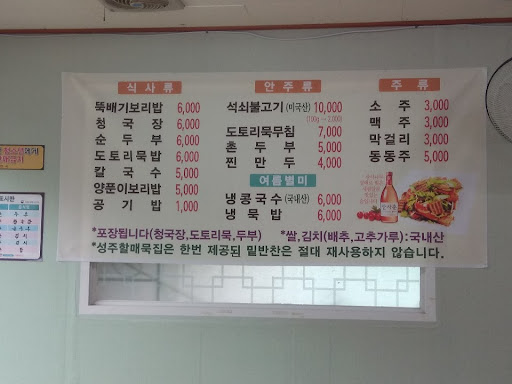 식사류
뚝배기보리밥 6,000
청국장 6,000
순두부 6,000
도토리묵밥 6,000
칼국수 5,000
양푼이보리밥 5,000
공기밥 1,000
안주류
석쇠불고기(미국산) 10,000
도토리묵무침 7,000
촌두부 5,000
찐만두 4,000
여름별미
냉콩국수(국내산) 6,000
냉묵밥 6,000
주류
소주 3,000
맥주 3,000
막걸리 3,000
동동주 5,000
*포장됩니다(청국장,도토리묵,두부) *쌀,김치(배추,고추가루):국내산
*성주할매묵집은 한번 제공됨 밑반찬은 절대 재사용하지 않습니다.